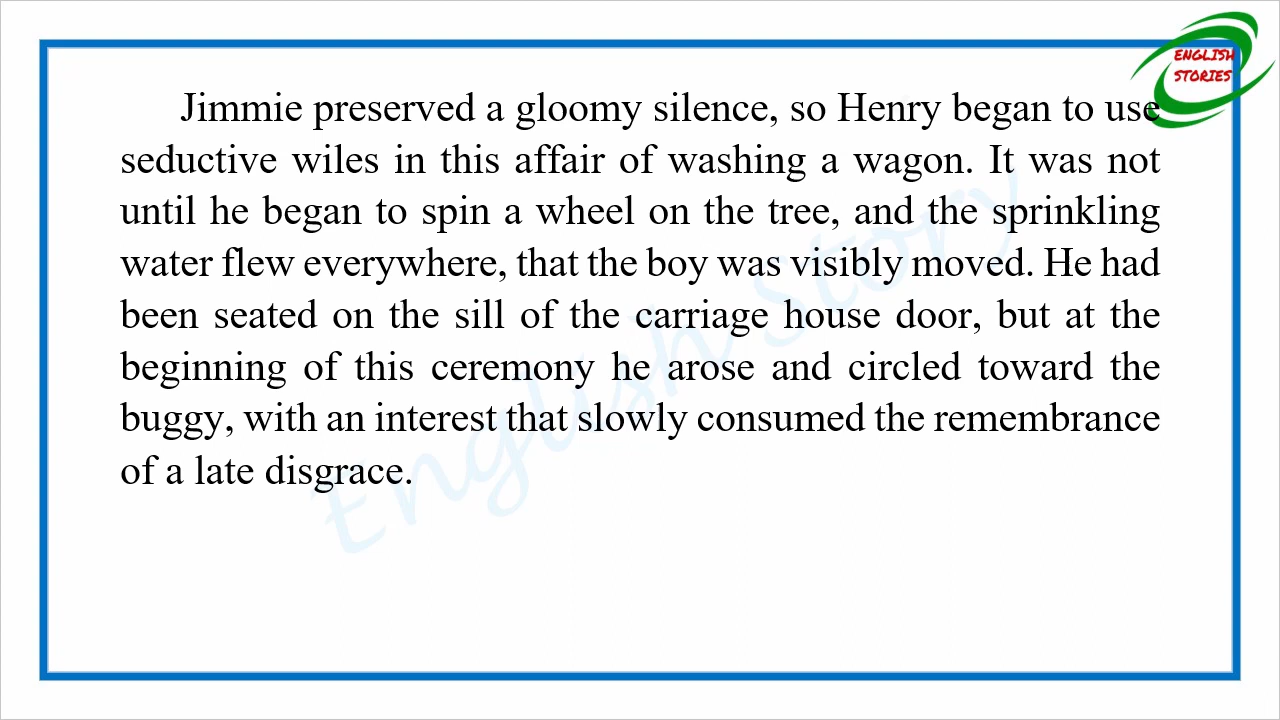 ENGLISH
STORIES
Jimmie preserved a gloomy silence, so Henry began to use
seductive wiles in this affair of washing a wagon. It was not
until he began to spin a wheel on the tree, and the sprinkling
water flew everywhere, that the boy was visibly moved. He had
been seated on the sill of the carriage house door, but at the
beginning of this ceremony he arose and circled toward the
buggy, with an interest that slowly consumed the remembrance
of a late disgrace.
English Story